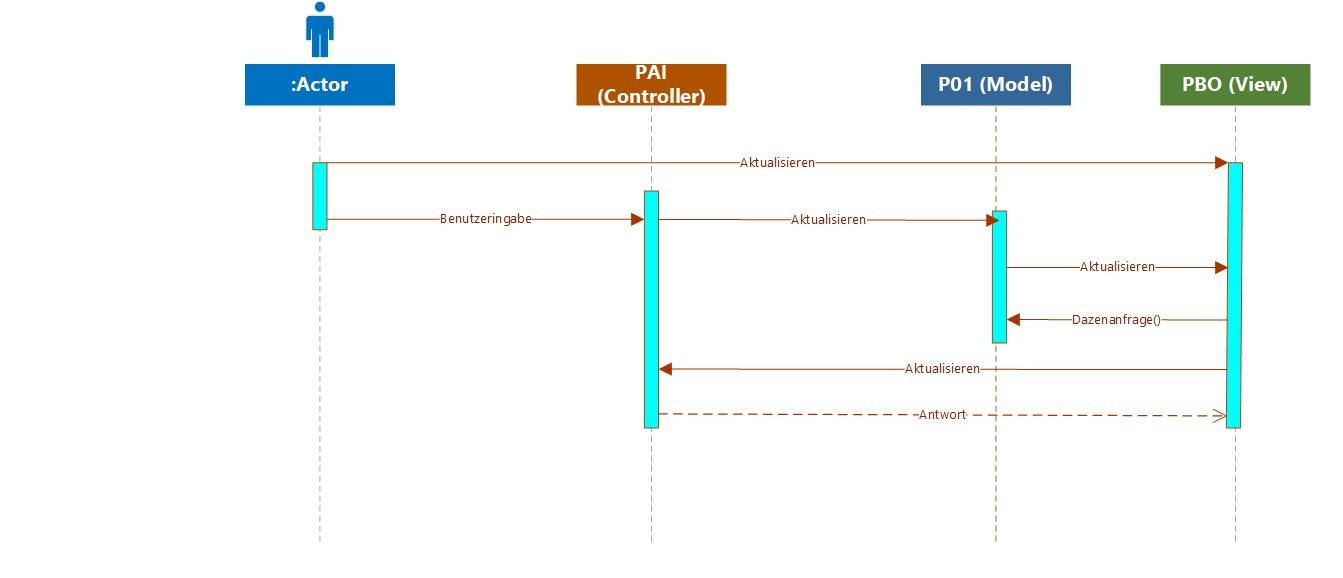 :Actor
PAI
(Controller)
P01 (Model)
PBO (View)
Aktualisieren
Benutzeringabe
Aktualisieren
Aktualisieren
Dazenanfrage()
Aktualisieren
Antwort